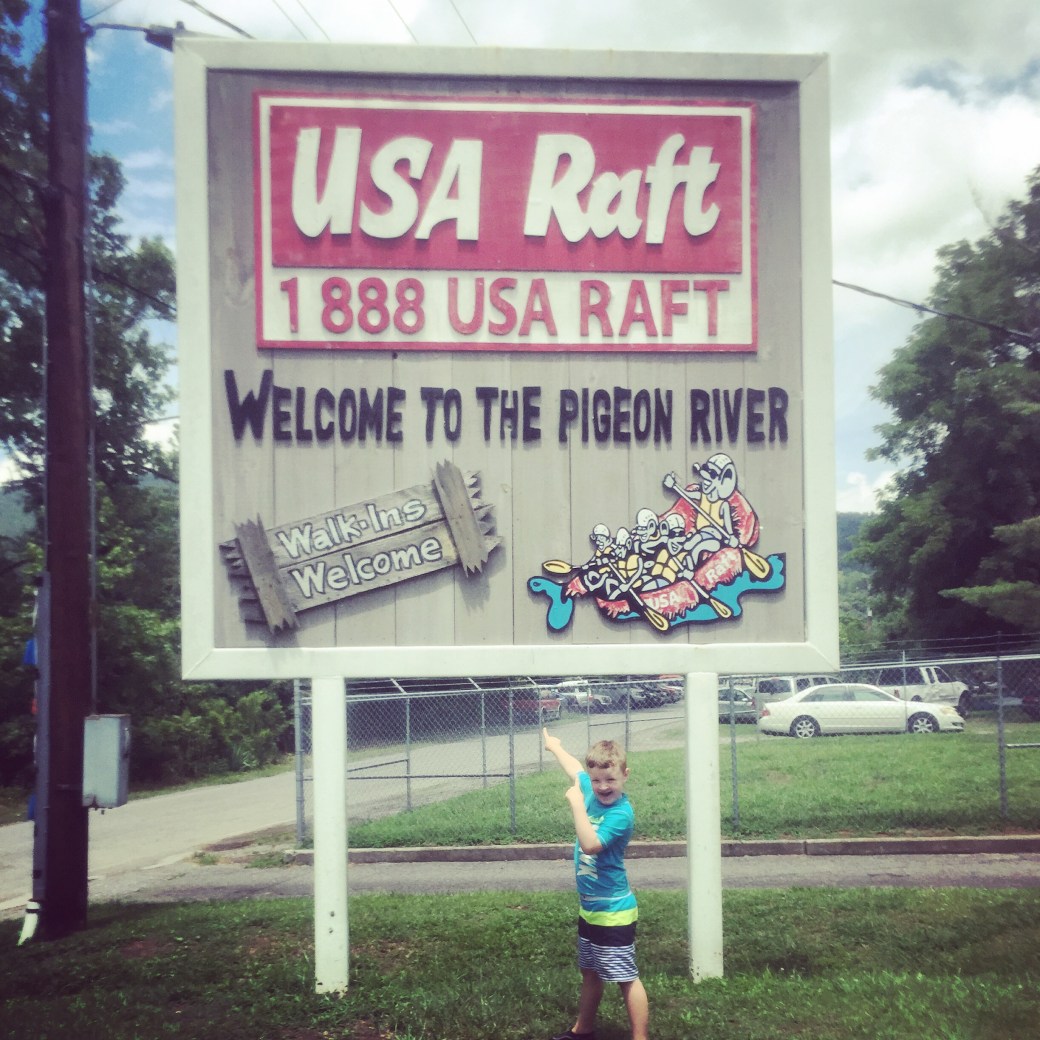 USA Raft
1 888 USA RAFT
WELCOME TO THE PIGEON RIVER
Walk-Ins
Welcome
USA Raft